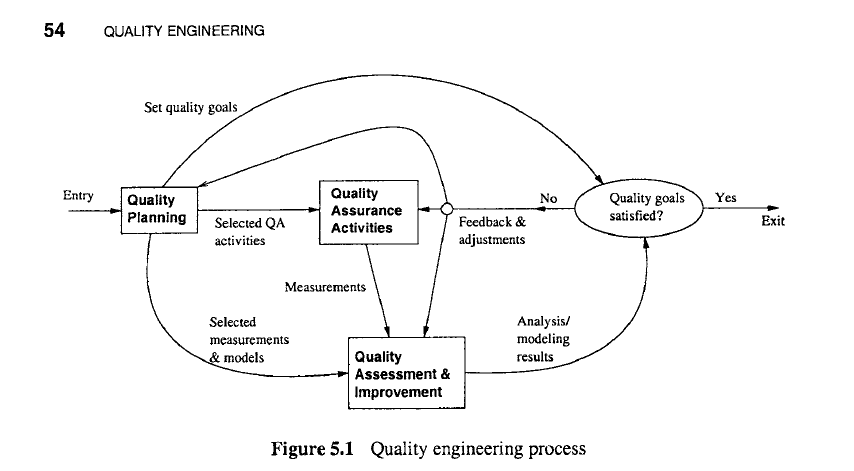 54 QUALITY ENGINEERING
Set quality goals
Entry
Quality
Planning
Selected QA
activities
Quality
Assurance
Activities
Feedback &
adjustments
No
Quality goals
satisfied?
Yes
Exit
Measurements
Selected
measurements
& models
Quality
Assessment &
Improvement
Analysis/
modeling
results
Figure 5.1 Quality engineering process